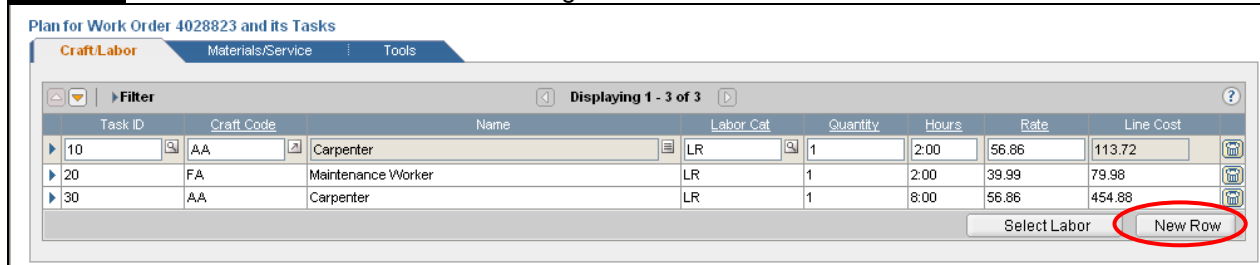 Plan for Work Order 4028823 and its Tasks
Craft/Labor Materials/Service Tools
Filter Displaying 1 - 3 of 3 ?
Task ID Craft Code Name Labor Cat Quantity Hours Rate Line Cost
10 AA Carpenter LR 1 2:00 56.86 113.72
20 FA Maintenance Worker LR 1 2:00 39.99 79.98
30 AA Carpenter LR 1 8:00 56.86 454.88
Select Labor New Row